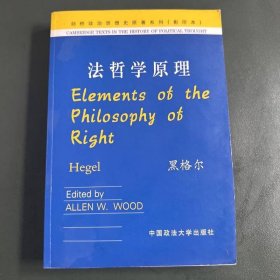 剑桥政治思想史原著系列（影印本）
CAMBRIDGE TEXTS IN THE HISTORY OF POLITICAL THOUGHT
法哲学原理
Elements of the
Philosophy of
Right
Hegel
黑格尔
Edited by
ALLEN W. WOOD
中国政法大学出版社